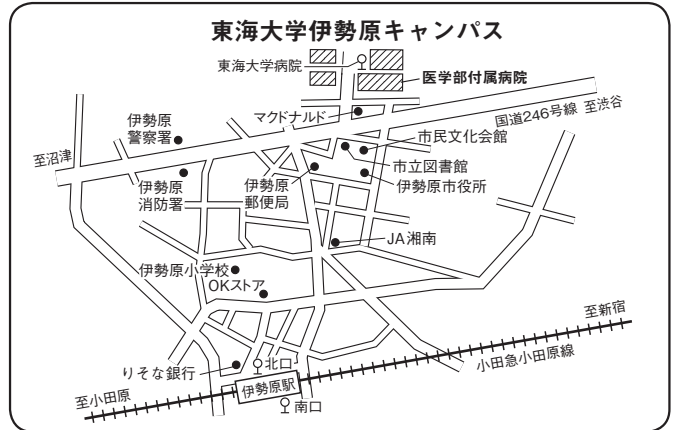 東海大学伊勢原キャンパス
東海大学病院
医学部付属病院
マクドナルド
国道246号線
至渋谷
伊勢原
警察署
市民文化会館
至沼津
市立図書館
伊勢原
消防署
伊勢原
郵便局
伊勢原市役所
JA湘南
伊勢原小学校
OKストア
至新宿
りそな銀行
北口
小田急小田原線
至小田原
伊勢原駅
南口